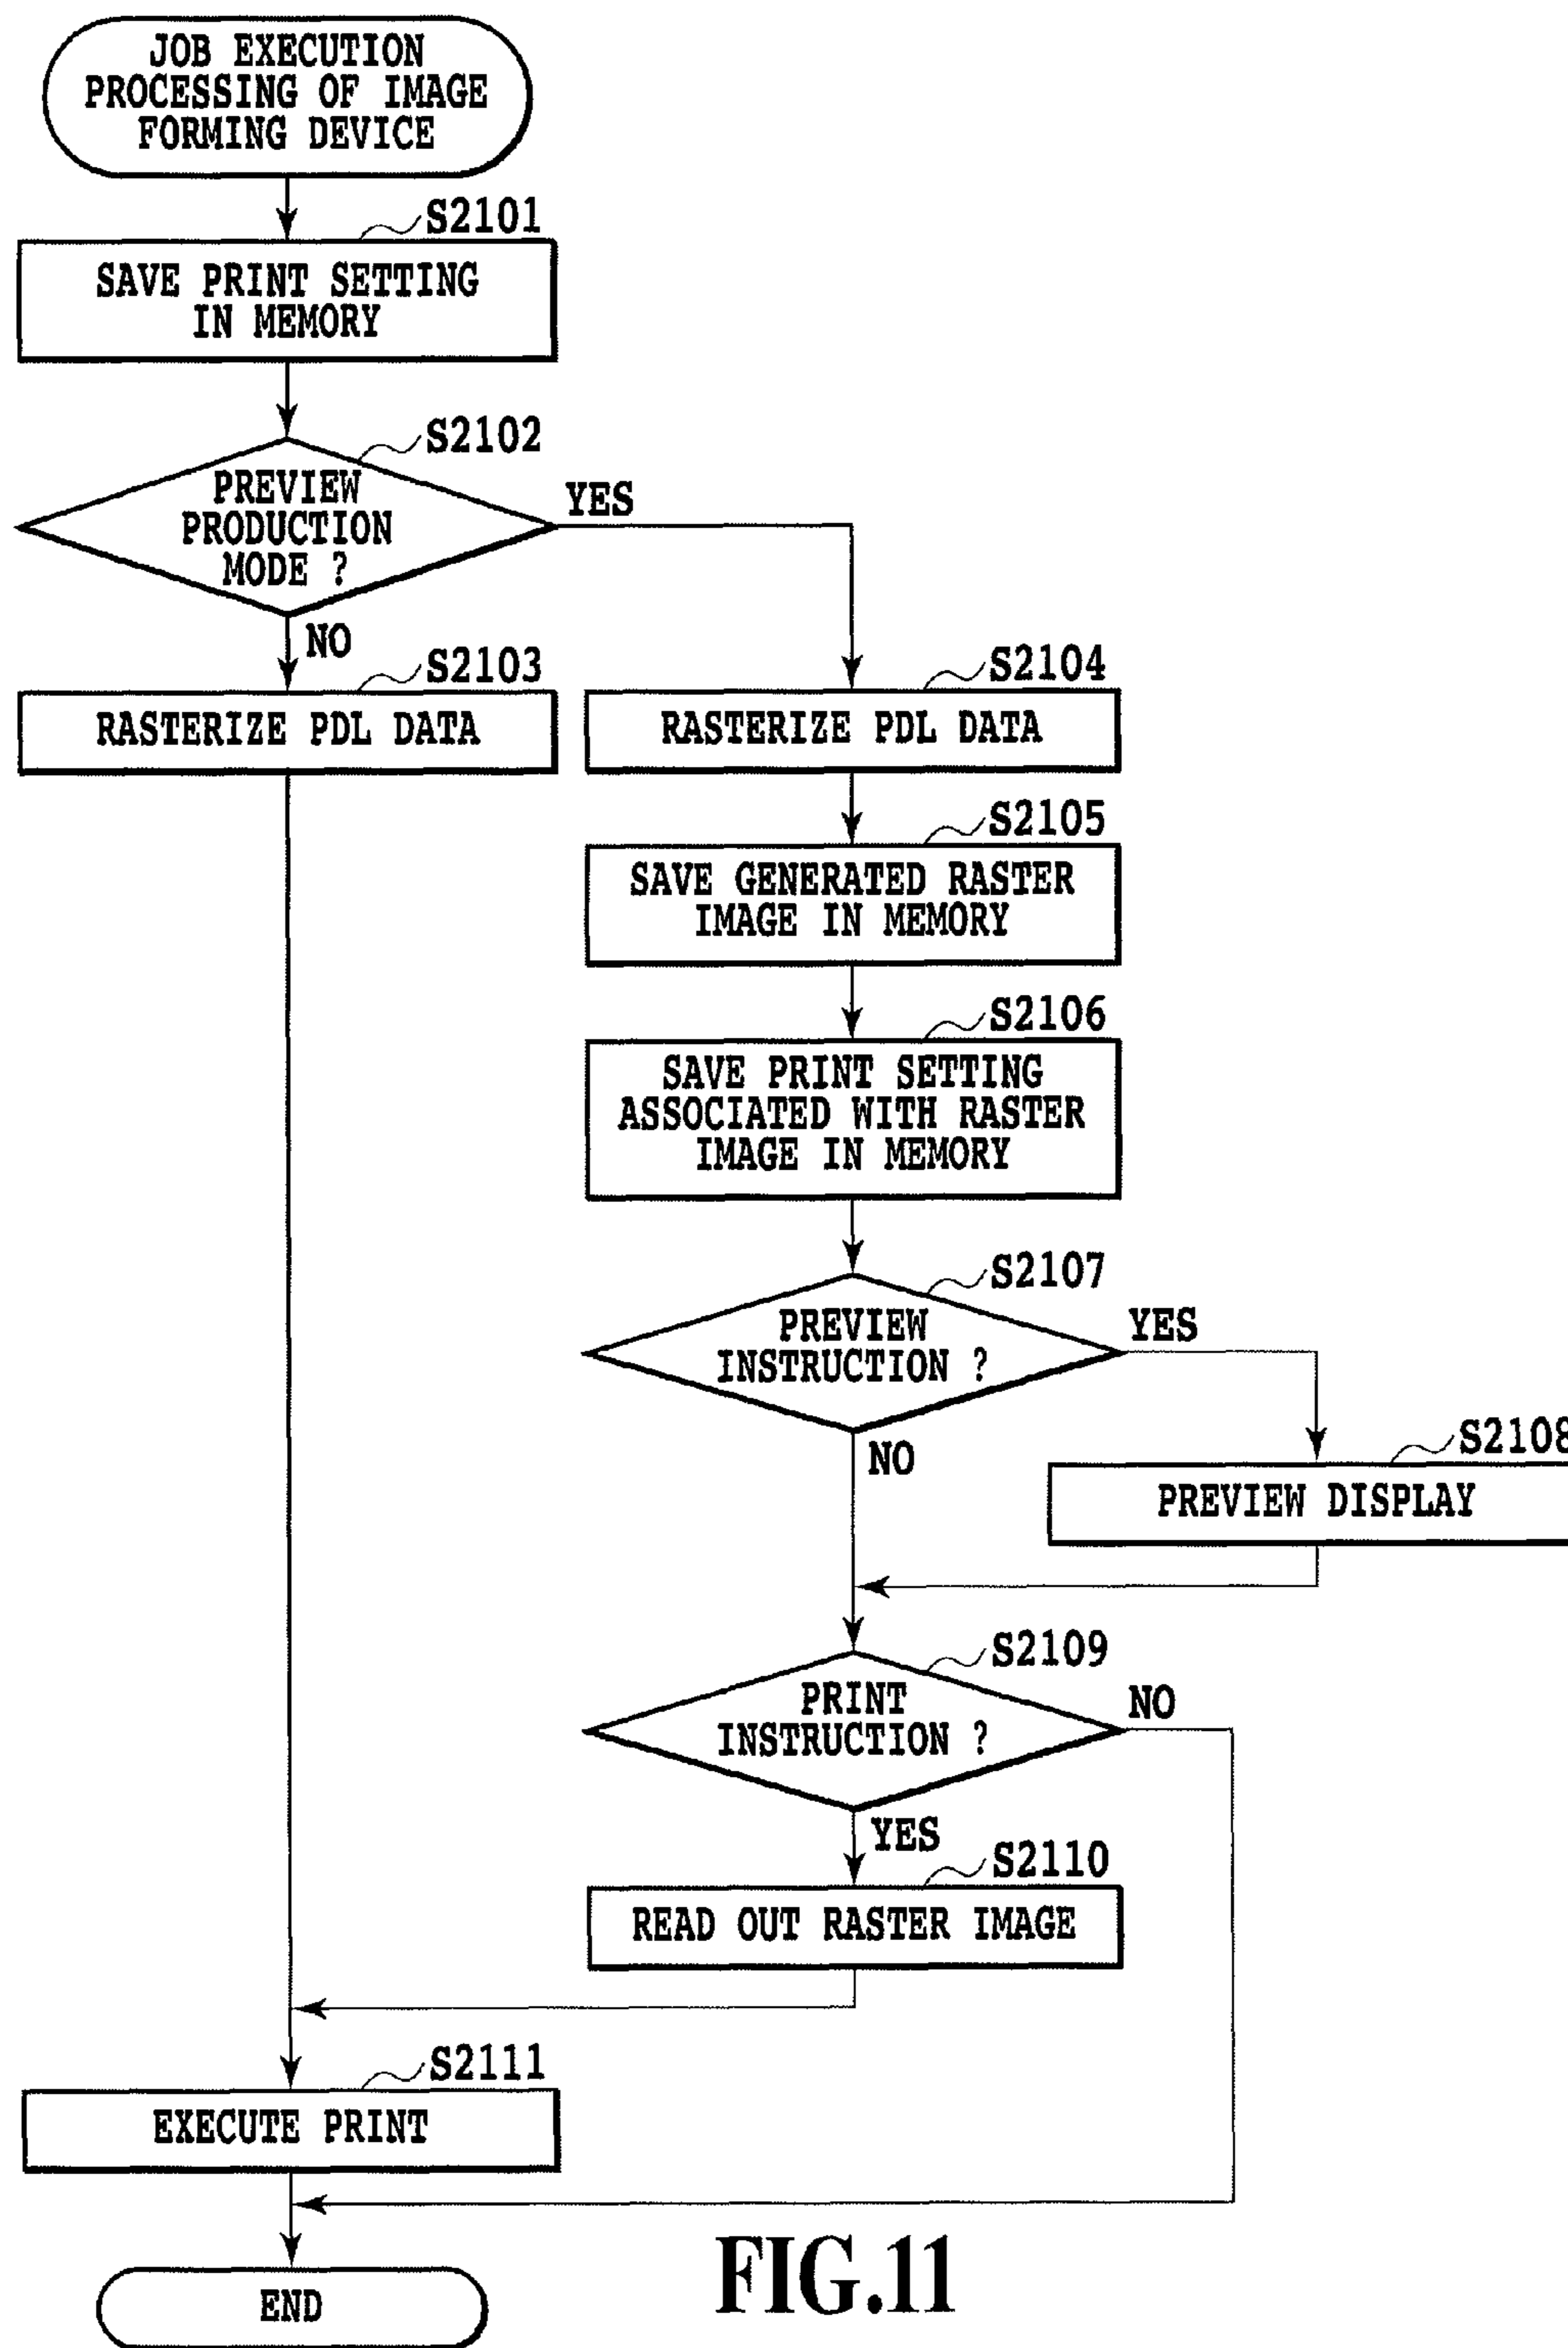 JOB EXECUTION
PROCESSING OF IMAGE
FORMING DEVICE
S2101
SAVE PRINT SETTING
IN MEMORY
S2102
PREVIEW
PRODUCTION
MODE ?
YES
NO
S2103
RASTERIZE PDL DATA
S2104
RASTERIZE PDL DATA
S2105
SAVE GENERATED RASTER
IMAGE IN MEMORY
S2106
SAVE PRINT SETTING
ASSOCIATED WITH RASTER
IMAGE IN MEMORY
S2107
PREVIEW
INSTRUCTION ?
YES
NO
S2108
PREVIEW DISPLAY
S2109
PRINT
INSTRUCTION ?
NO
YES
S2110
READ OUT RASTER IMAGE
S2111
EXECUTE PRINT
END
FIG.11